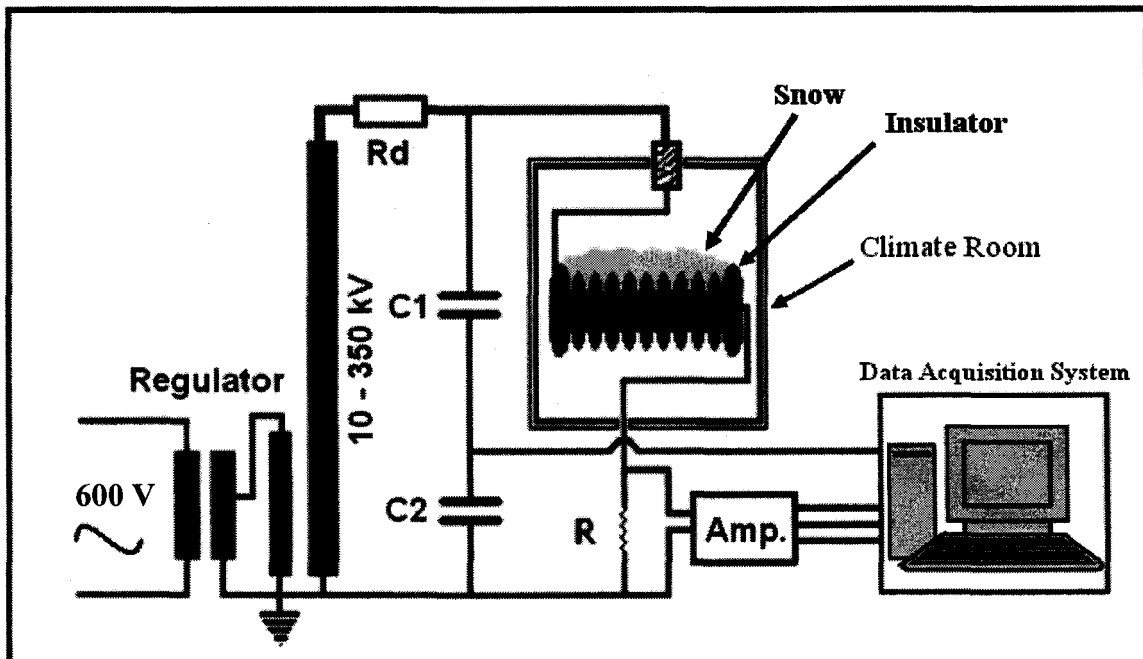 Snow
Insulator
Rd
Climate Room
10 - 350 kV
C1
Regulator
Data Acquisition System
600 V
C2
R
Amp.